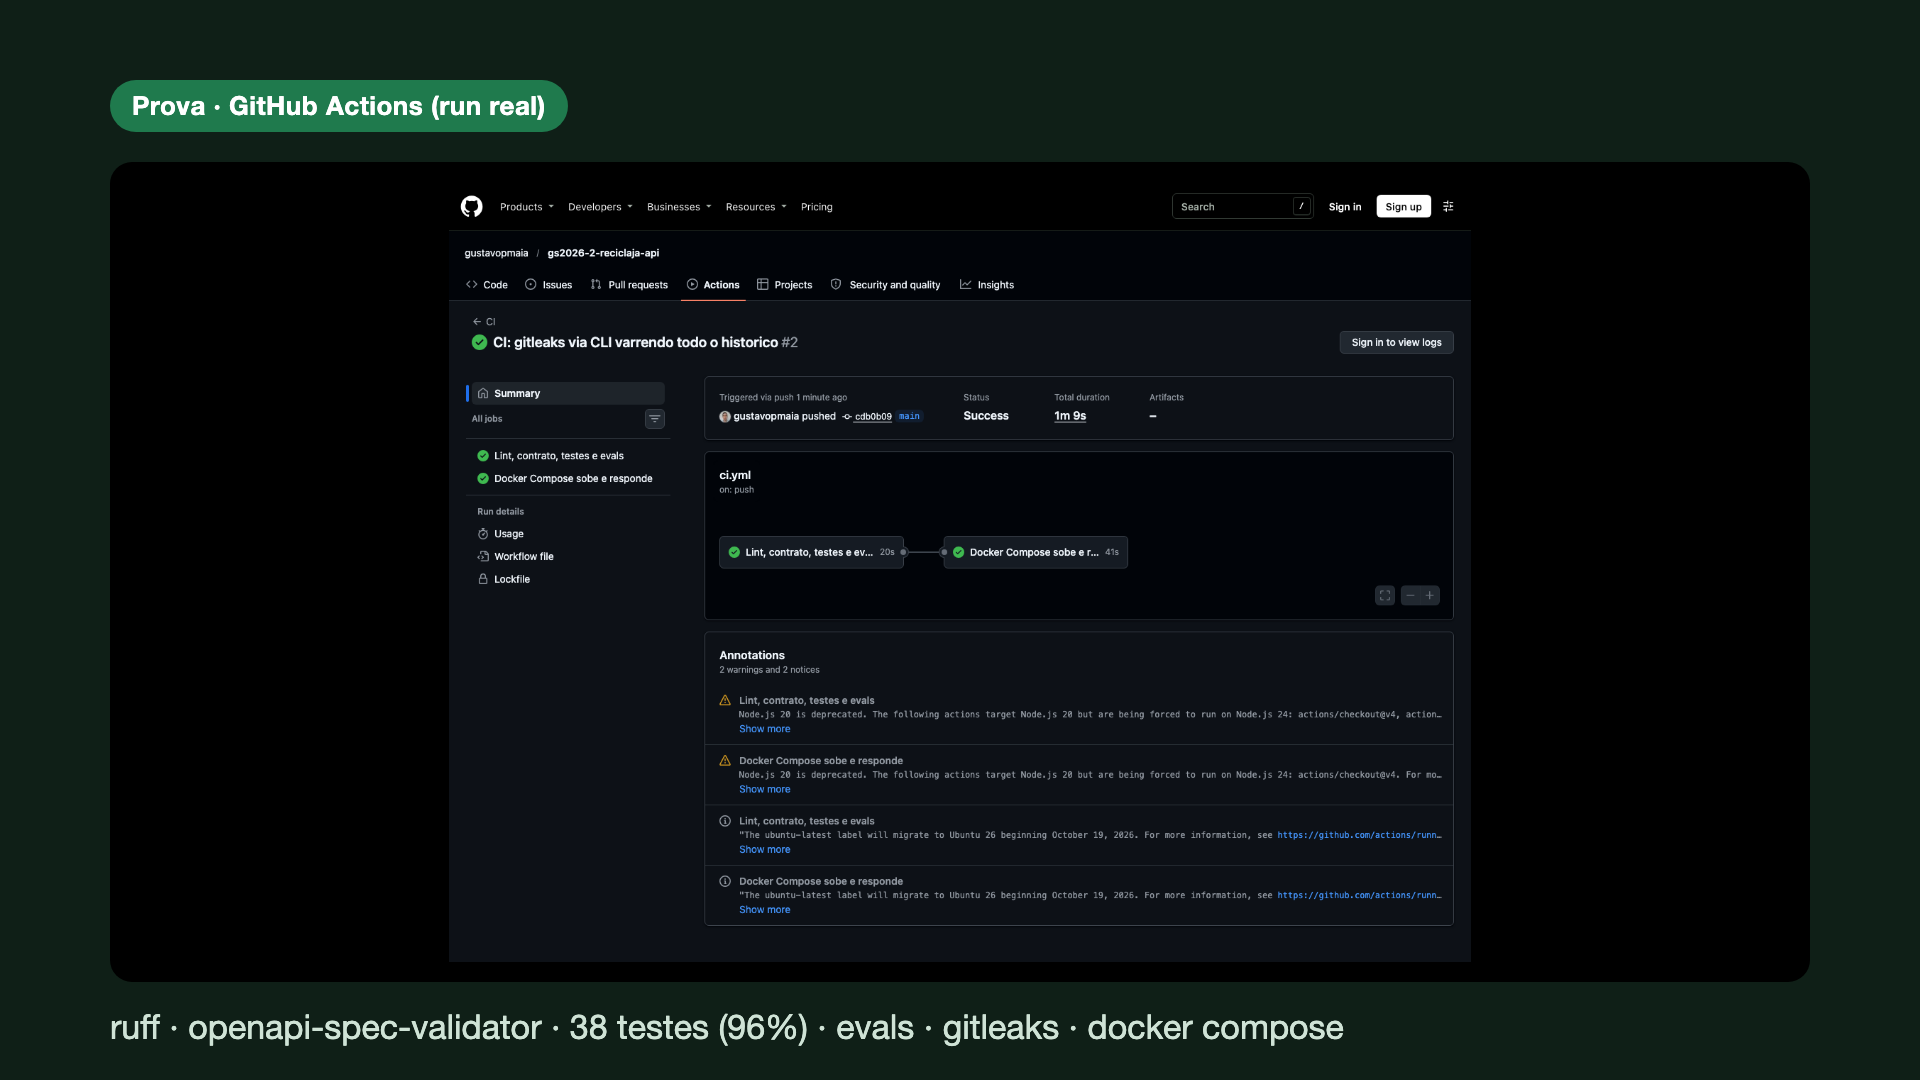 Prova · GitHub Actions (run real)
Products Developers Businesses Resources Pricing Search / Sign in Sign up
gustavopmaia / gs2026-2-reciclaja-api
Code Issues Pull requests Actions Projects Security and quality Insights
← CI
CI: gitleaks via CLI varrendo todo o historico #2
Sign in to view logs
Summary
All jobs
Lint, contrato, testes e evals
Docker Compose sobe e responde
Run details
Usage
Workflow file
Lockfile
Triggered via push 1 minute ago
gustavopmaia pushed cdb0b09 main
Status
Success
Total duration
1m 9s
Artifacts
–
ci.yml
on: push
Lint, contrato, testes e ev... 20s
Docker Compose sobe e r... 41s
Annotations
2 warnings and 2 notices
Lint, contrato, testes e evals
Node.js 20 is deprecated. The following actions target Node.js 20 but are being forced to run on Node.js 24: actions/checkout@v4, action…
Show more
Docker Compose sobe e responde
Node.js 20 is deprecated. The following actions target Node.js 20 but are being forced to run on Node.js 24: actions/checkout@v4. For mo…
Show more
Lint, contrato, testes e evals
"The ubuntu-latest label will migrate to Ubuntu 26 beginning October 19, 2026. For more information, see https://github.com/actions/runn…
Show more
Docker Compose sobe e responde
"The ubuntu-latest label will migrate to Ubuntu 26 beginning October 19, 2026. For more information, see https://github.com/actions/runn…
Show more
ruff · openapi-spec-validator · 38 testes (96%) · evals · gitleaks · docker compose